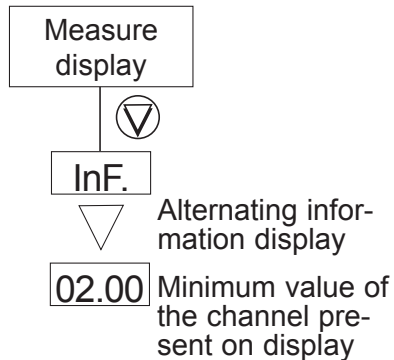 Measure
display
InF.
Alternating infor-
mation display
02.00
Minimum value of
the channel pre-
sent on display